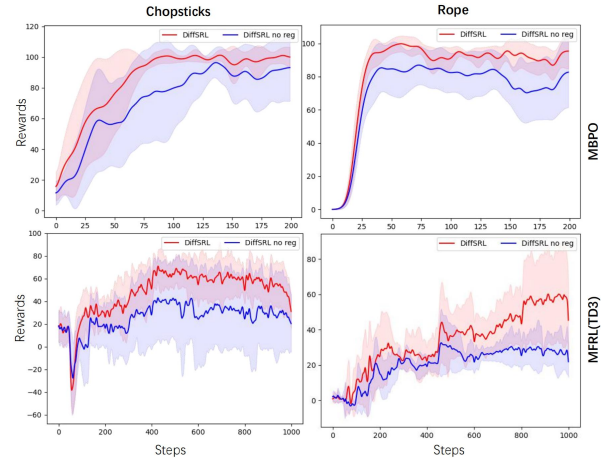 Chopsticks
Rope
120
100
80
60
40
20
0
Rewards
DiffSRL
DiffSRL no reg
0 25 50 75 100 125 150 175 200
100
80
60
40
20
0
DiffSRL
DiffSRL no reg
0 25 50 75 100 125 150 175 200
MBPO
100
80
60
40
20
0
−20
−40
−60
Rewards
DiffSRL
DiffSRL no reg
0 200 400 600 800 1000
Steps
80
60
40
20
0
DiffSRL
DiffSRL no reg
0 200 400 600 800 1000
Steps
MFRL(TD3)